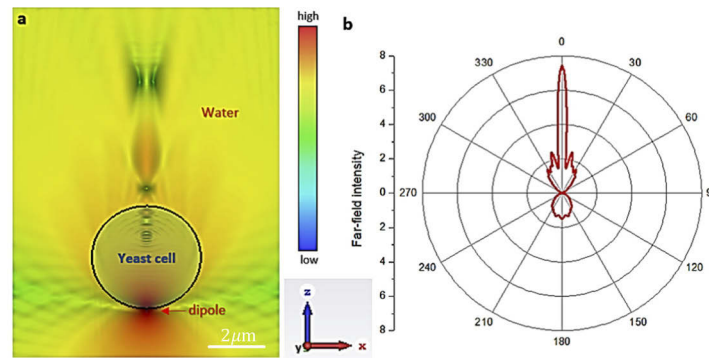 a
Water
Yeast cell
dipole
2μm
high
low
z
y
x
b
Far-field intensity
8
6
4
2
0
2
4
6
8
0
30
60
120
150
180
210
240
270
300
330